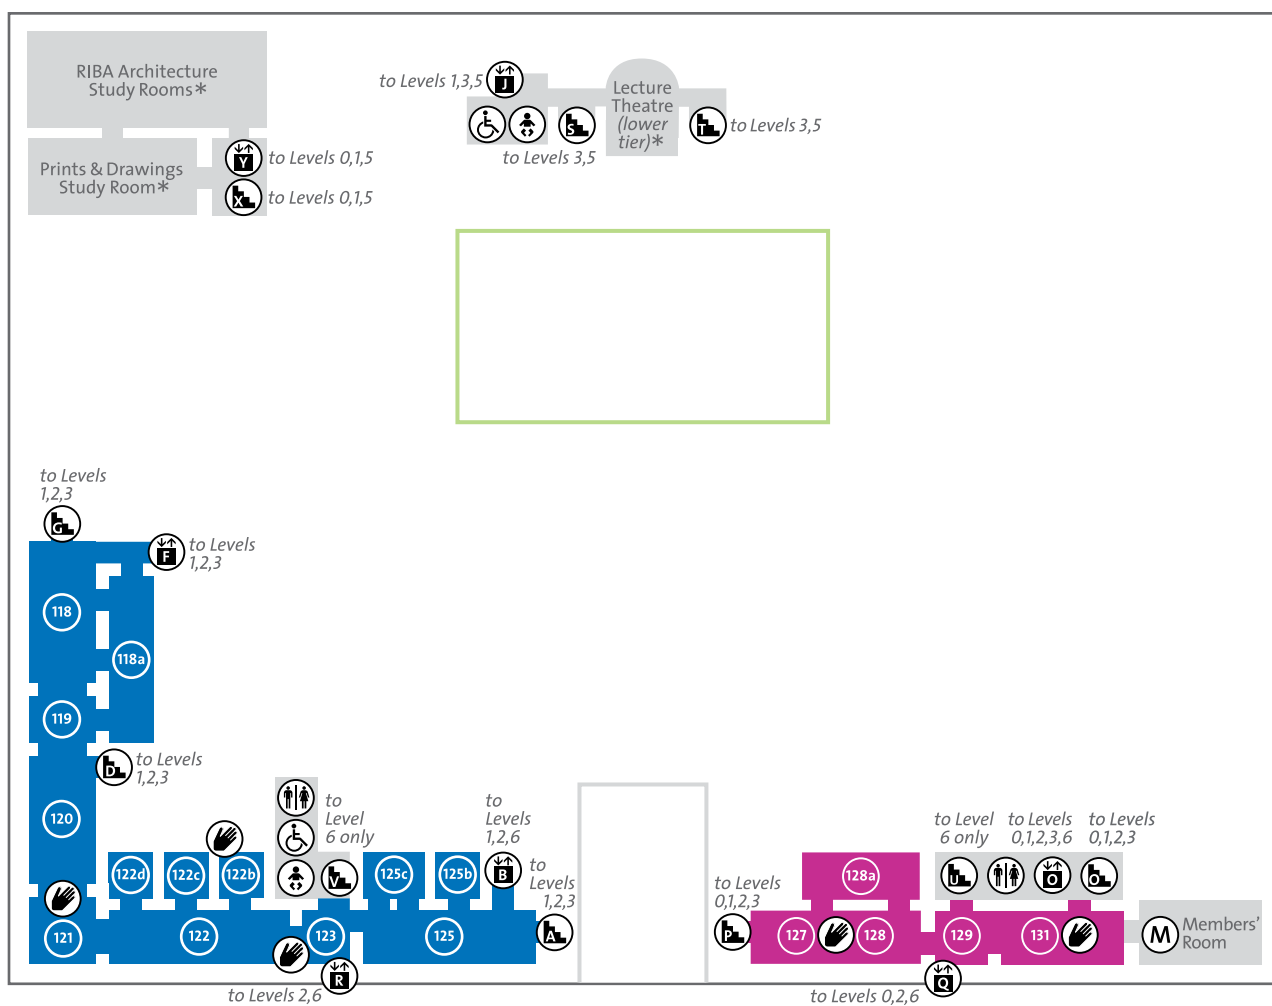 RIBA Architecture
Study Rooms*
Prints & Drawings
Study Room*
Y
to Levels 0,1,5
X
to Levels 0,1,5
to Levels 1,3,5
J
S
to Levels 3,5
Lecture
Theatre
(lower
tier)*
T
to Levels 3,5
to Levels
1,2,3
G
F
to Levels
1,2,3
118
118a
119
D
to Levels
1,2,3
120
121
122d
122c
122b
122
to
Level
6 only
V
123
R
to Levels 2,6
125c
125b
125
to
Levels
1,2,6
B
to
Levels
1,2,3
A
to Levels
0,1,2,3
P
128a
127
128
129
131
to Level
6 only
U
to Levels
0,1,2,3,6
O
to Levels
0,1,2,3
O
Q
to Levels 0,2,6
M
Members'
Room